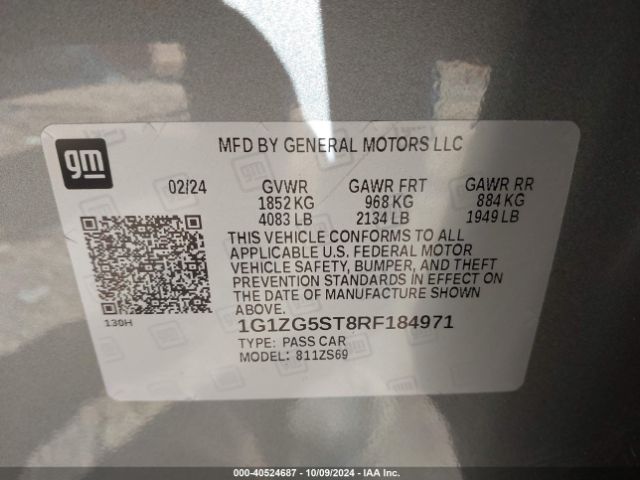 gm
MFD BY GENERAL MOTORS LLC
02/24 GVWR GAWR FRT GAWR RR
1852 KG 968 KG 884 KG
4083 LB 2134 LB 1949 LB
THIS VEHICLE CONFORMS TO ALL
APPLICABLE U.S. FEDERAL MOTOR
VEHICLE SAFETY, BUMPER, AND THEFT
PREVENTION STANDARDS IN EFFECT ON
THE DATE OF MANUFACTURE SHOWN
ABOVE.
130H
1G1ZG5ST8RF184971
TYPE: PASS CAR
MODEL: 811ZS69
000-40524687 - 10/09/2024 - IAA Inc.